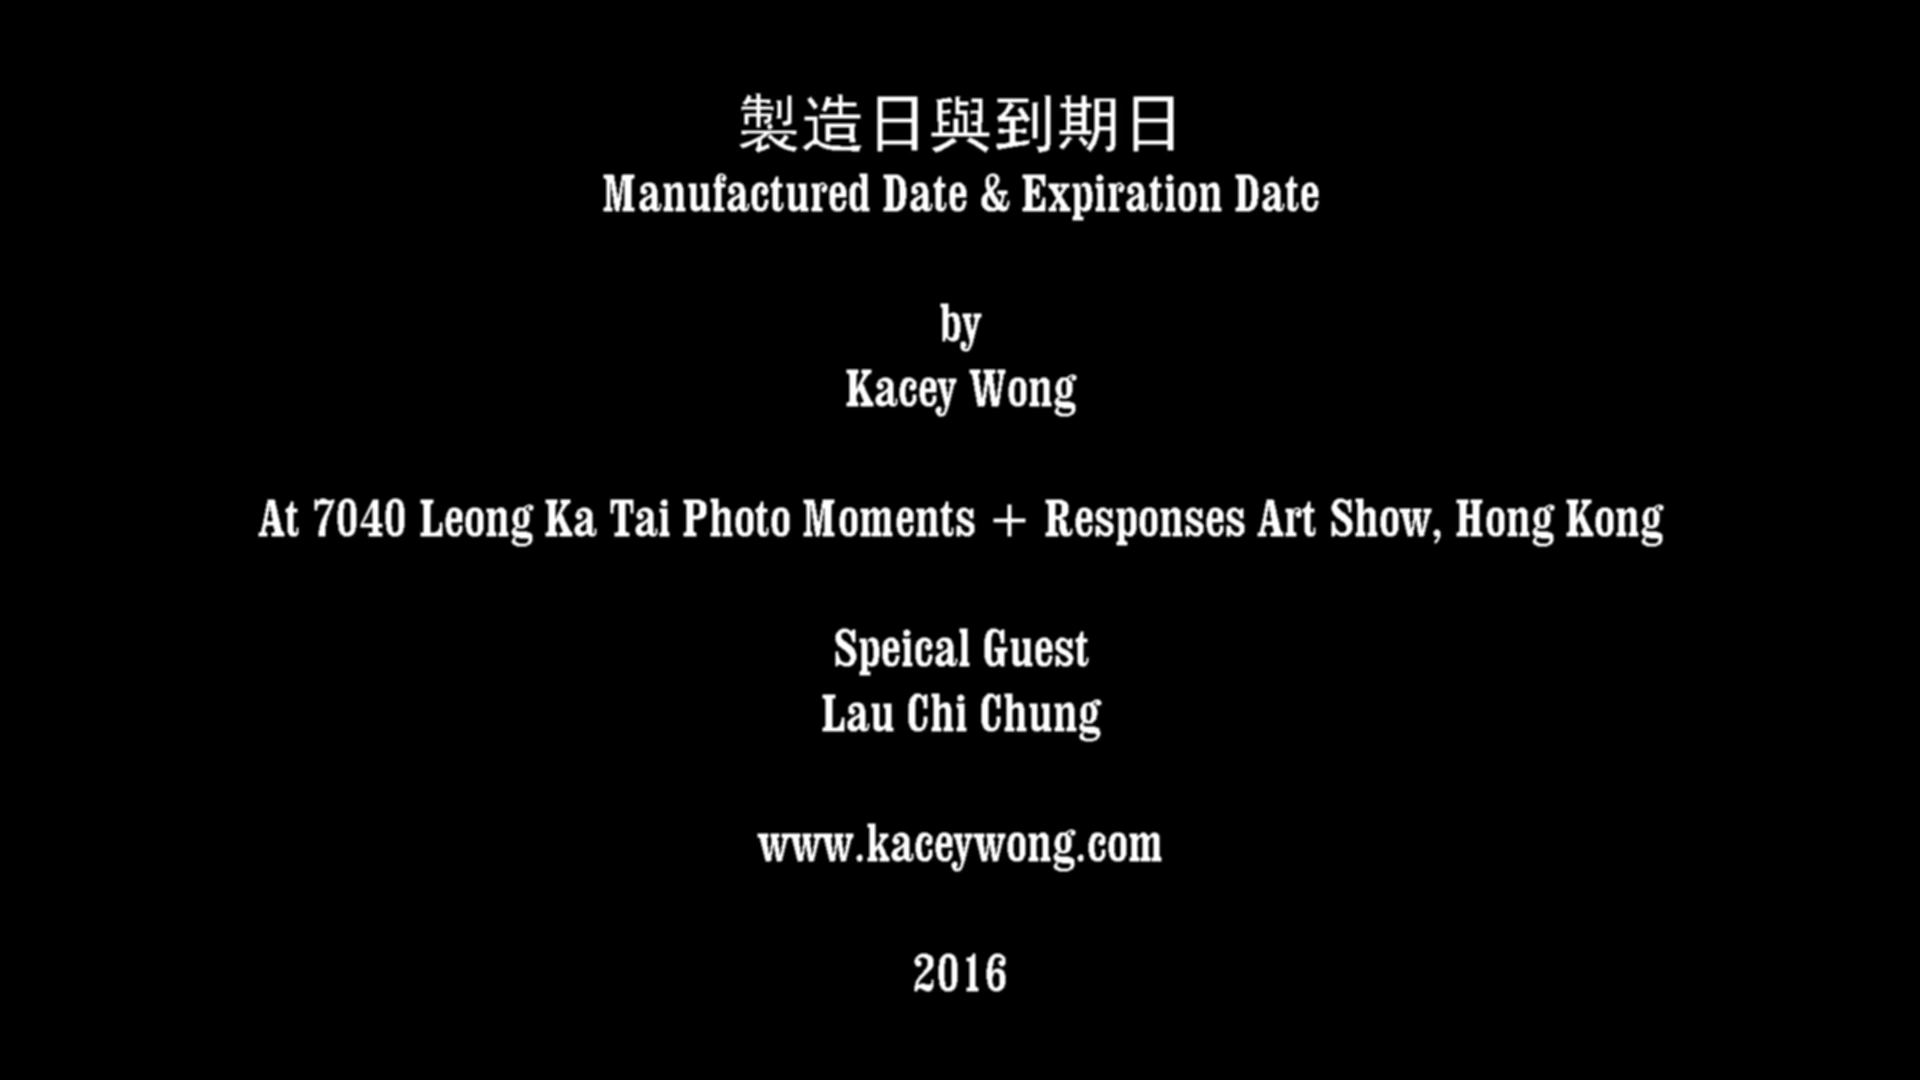 製造日與到期日
Manufactured Date & Expiration Date
by
Kacey Wong
At 7040 Leong Ka Tai Photo Moments + Responses Art Show, Hong Kong
Speical Guest
Lau Chi Chung
www.kaceywong.com
2016